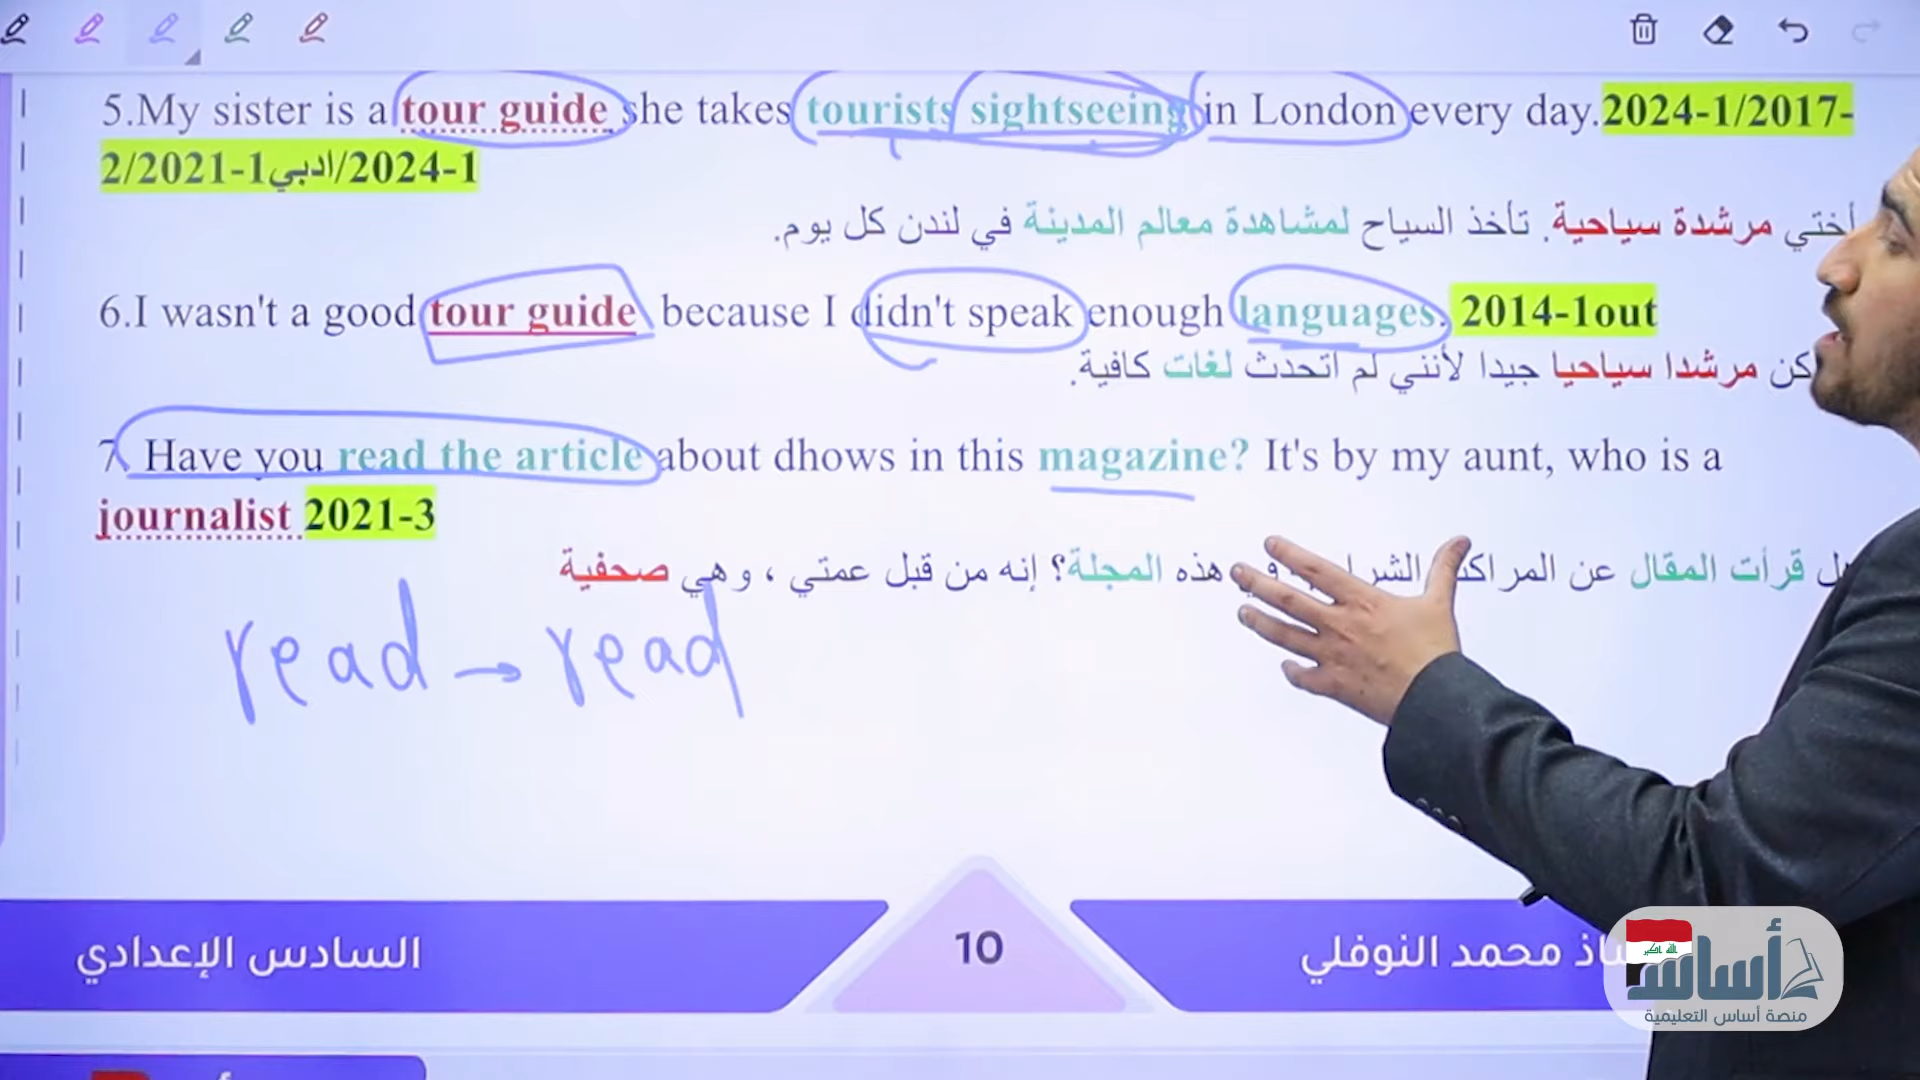 5.My sister is a tour guide she takes tourists sightseeing in London every day.2024-1/2017-
2/2021-1أدبي/2024-1
أختي مرشدة سياحية. تأخذ السياح لمشاهدة معالم المدينة في لندن كل يوم.
6.I wasn't a good tour guide because I didn't speak enough languages. 2014-1out
مرشدا سياحيا جيدا لأنني لم اتحدث لغات كافية.
7. Have you read the article about dhows in this magazine? It's by my aunt, who is a
journalist 2021-3
قرأت المقال عن هذه المجلة؟ إنه من قبل عمتي ، وهي صحفية
read → read
السادس الإعدادي
10
محمد النوفلي
أساس
منصة أساس التعليمية